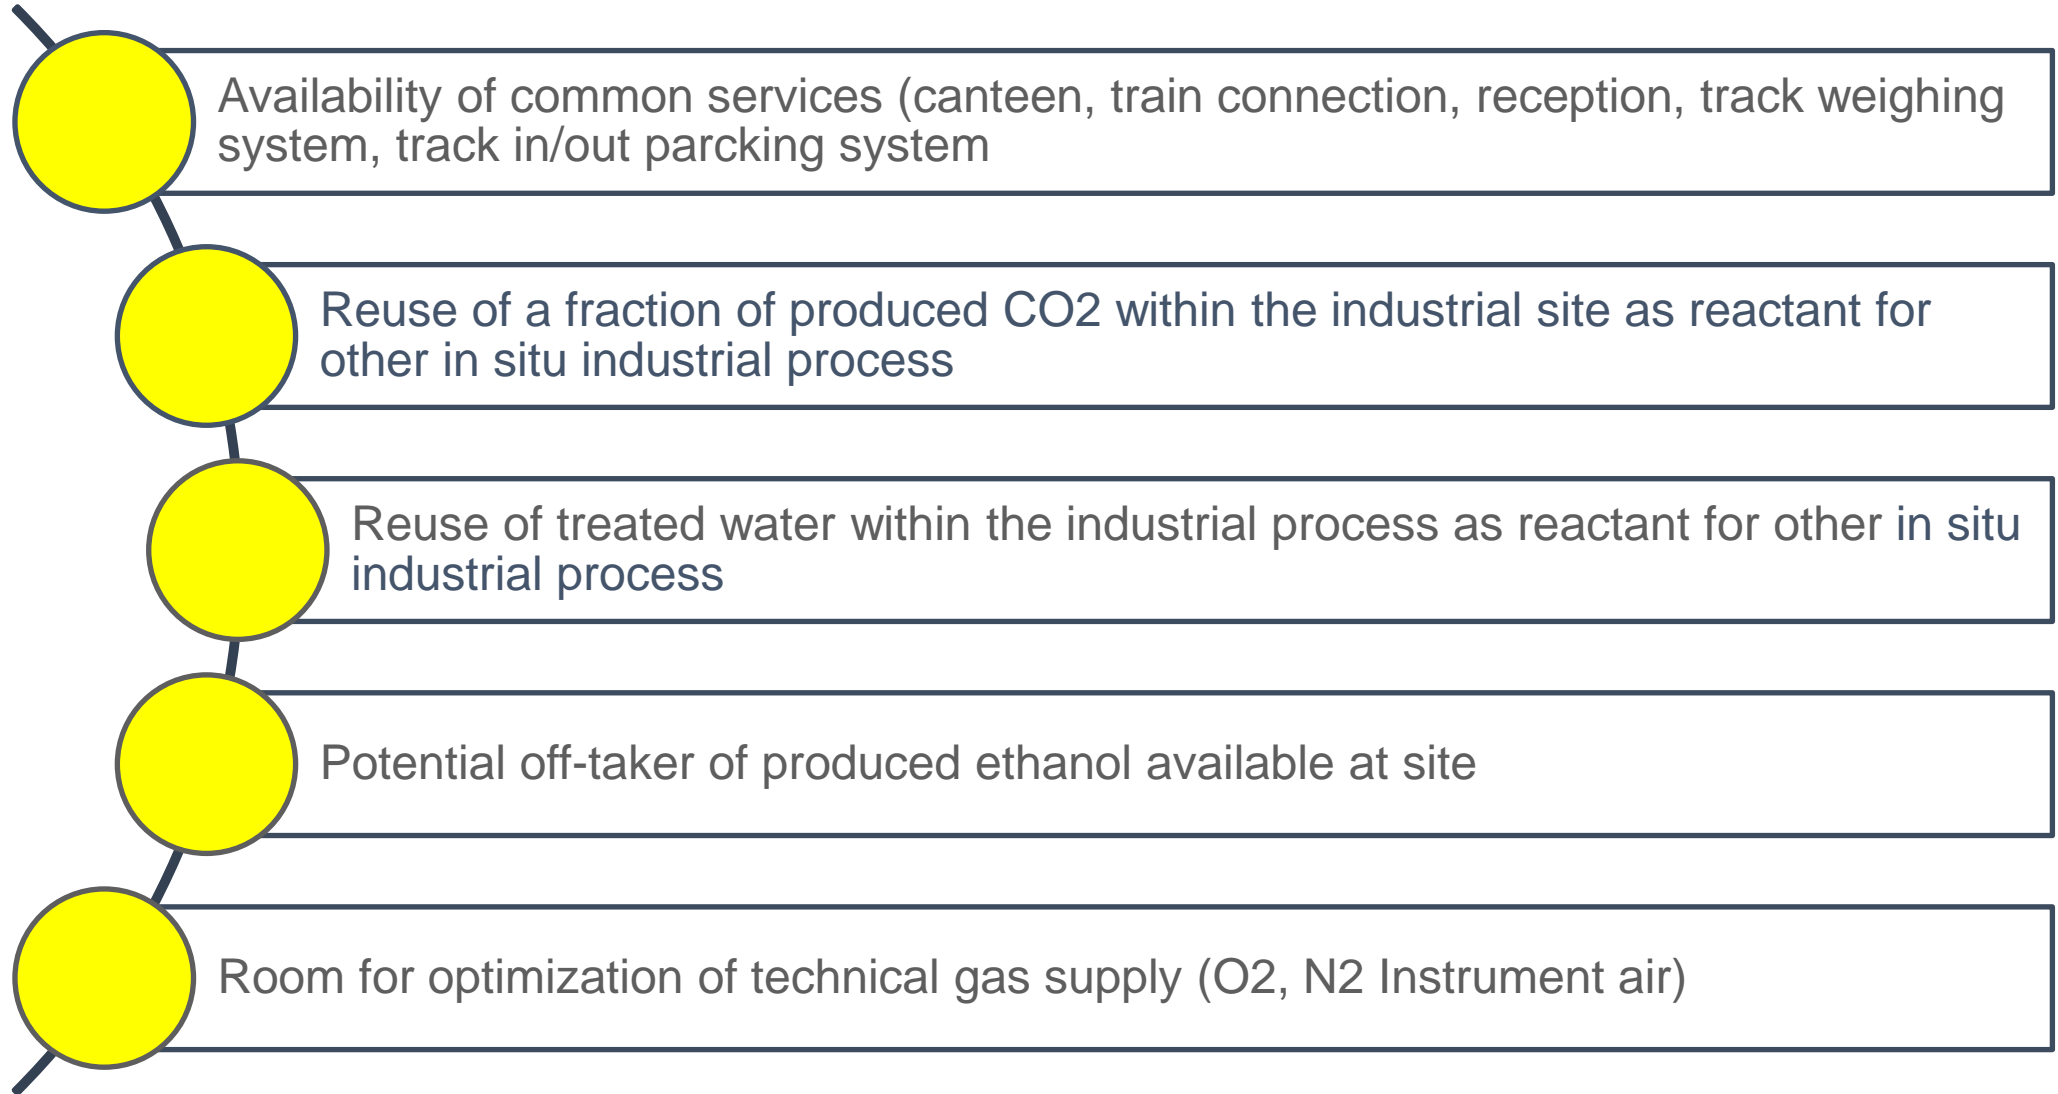 Availability of common services (canteen, train connection, reception, track weighing
system, track in/out parcking system
Reuse of a fraction of produced CO2 within the industrial site as reactant for
other in situ industrial process
Reuse of treated water within the industrial process as reactant for other in situ
industrial process
Potential off-taker of produced ethanol available at site
Room for optimization of technical gas supply (O2, N2 Instrument air)